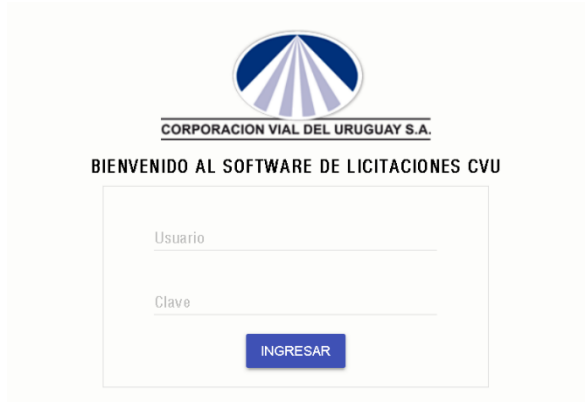 CORPORACION VIAL DEL URUGUAY S.A.
BIENVENIDO AL SOFTWARE DE LICITACIONES CVU
Usuario
Clave
INGRESAR